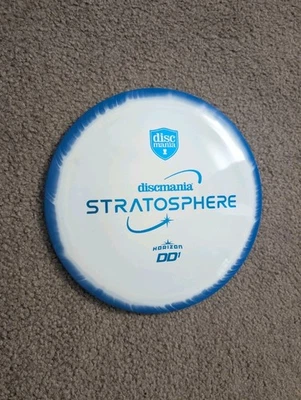 disc
mania
discmania
STRATOSPHERE
HORIZON
DD1